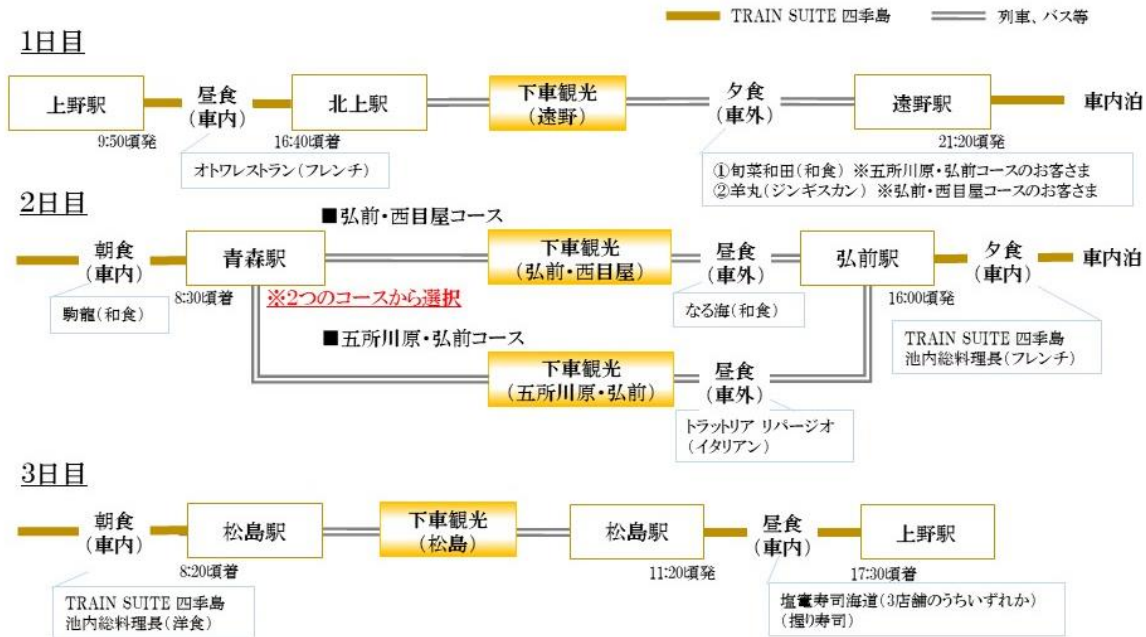 TRAIN SUITE 四季島
列車、バス等
1日目
上野駅
昼食
(車内)
北上駅
下車観光
(遠野)
夕食
(車外)
遠野駅
車内泊
9:50頃発
16:40頃着
21:20頃発
オトワレストラン(フレンチ)
①旬菜和田(和食) ※五所川原・弘前コースのお客さま
②羊丸(ジンギスカン) ※弘前・西目屋コースのお客さま
2日目
■弘前・西目屋コース
朝食
(車内)
青森駅
下車観光
(弘前・西目屋)
昼食
(車外)
弘前駅
夕食
(車内)
車内泊
8:30頃着
※2つのコースから選択
16:00頃発
駒龍(和食)
なる海(和食)
TRAIN SUITE 四季島
池内総料理長(フレンチ)
■五所川原・弘前コース
下車観光
(五所川原・弘前)
昼食
(車外)
トラットリア リパージオ
(イタリアン)
3日目
朝食
(車内)
松島駅
下車観光
(松島)
松島駅
昼食
(車内)
上野駅
8:20頃着
11:20頃発
17:30頃着
TRAIN SUITE 四季島
池内総料理長(洋食)
塩竈寿司海道(3店舗のうちいずれか)
(握り寿司)